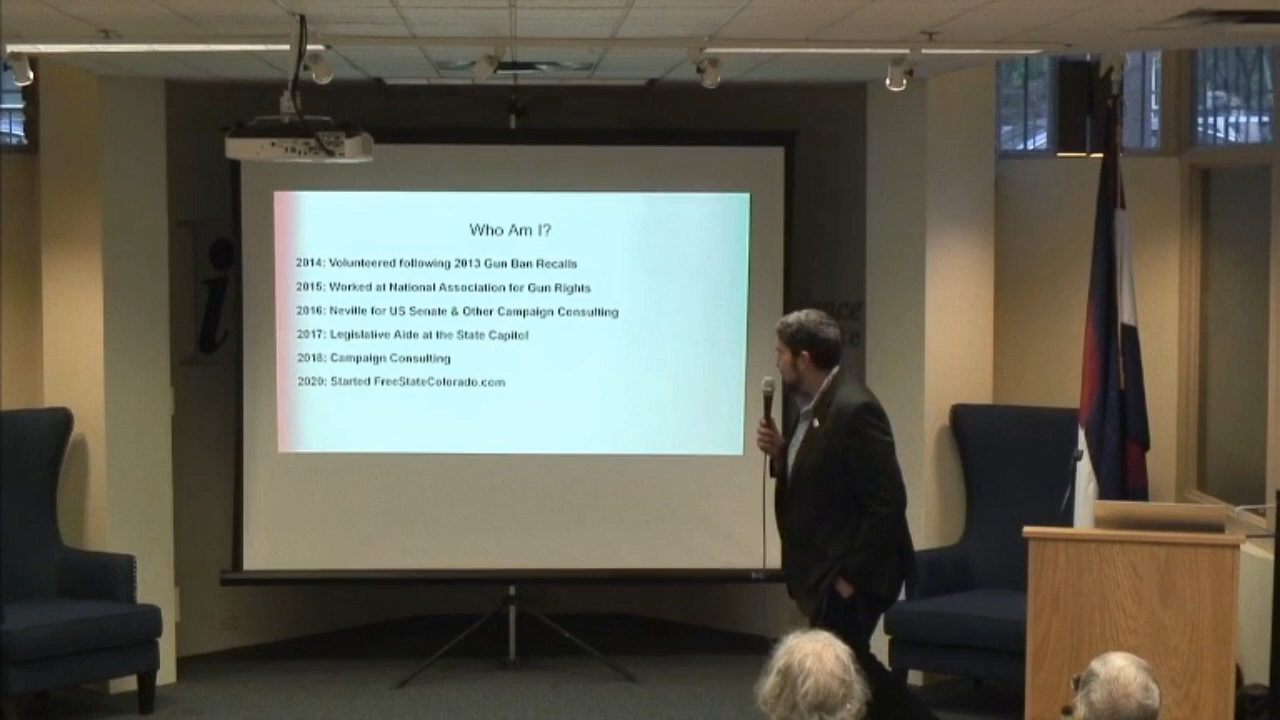 Who Am I?
2014: Volunteered following 2013 Gun Ban Recalls
2015: Worked at National Association for Gun Rights
2016: Neville for US Senate & Other Campaign Consulting
2017: Legislative Aide at the State Capitol
2018: Campaign Consulting
2020: Started FreeStateColorado.com
i